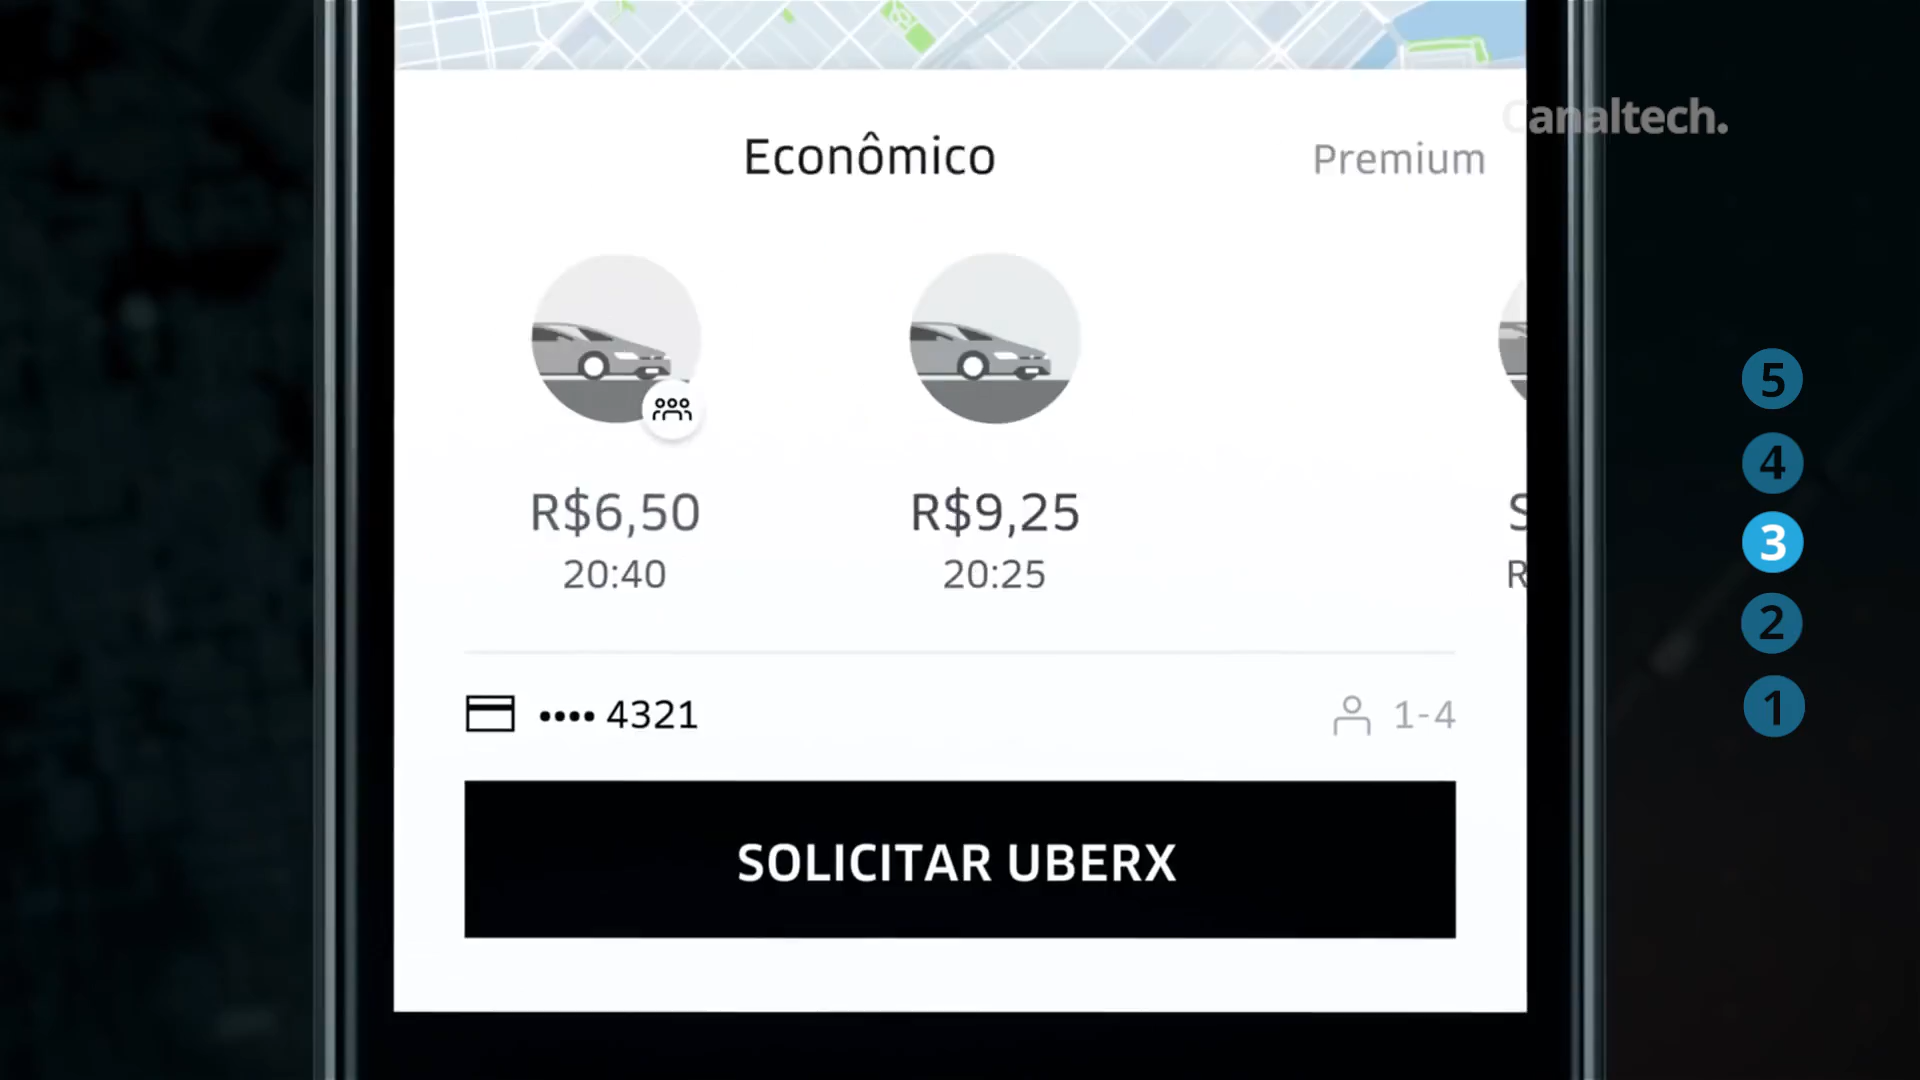 Canaltech.
Econômico
Premium
R$6,50
R$9,25
20:40
20:25
•••• 4321
1-4
SOLICITAR UBERX
5
4
3
2
1